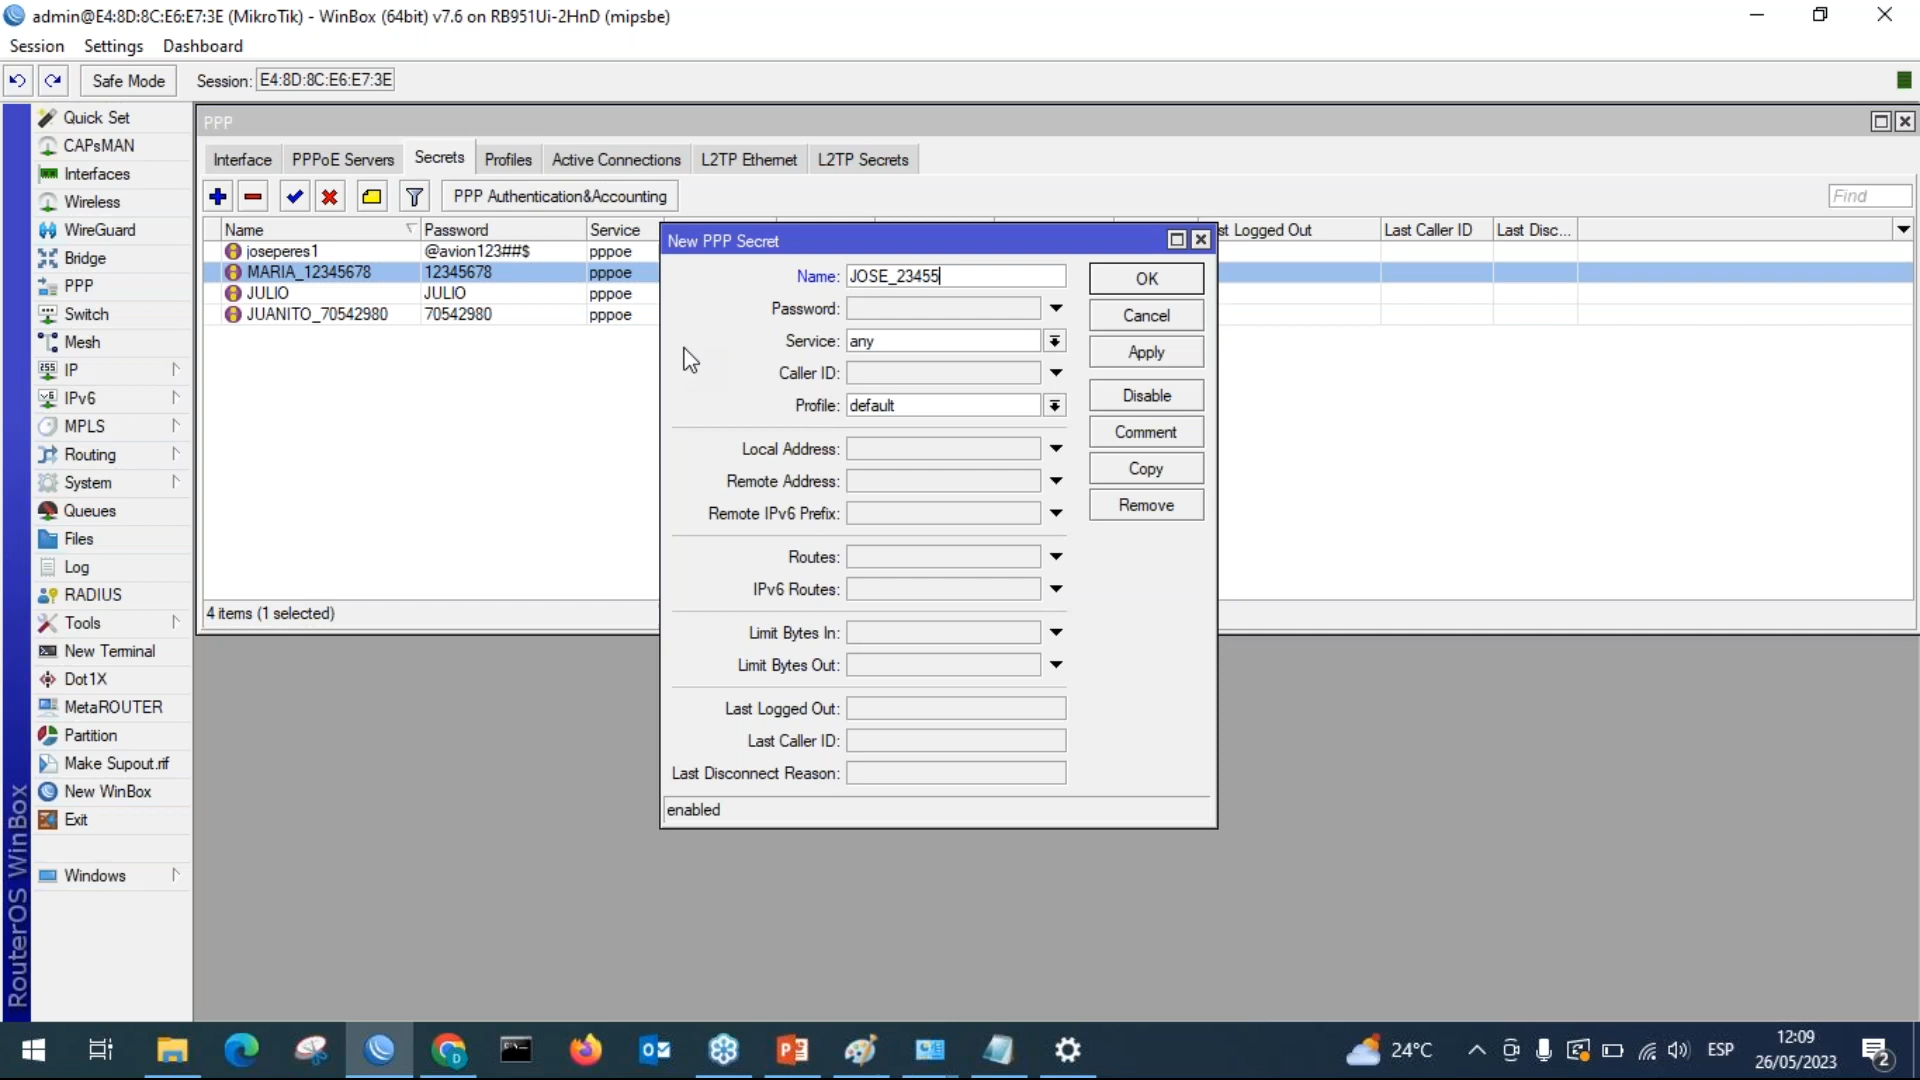 admin@E4:8D:8C:E6:E7:3E (MikroTik) - WinBox (64bit) v7.6 on RB951Ui-2HnD (mipsbe)
Session Settings Dashboard
Safe Mode Session: E4:8D:8C:E6:E7:3E
Quick Set
CAPsMAN
Interfaces
Wireless
WireGuard
Bridge
PPP
Switch
Mesh
IP
IPv6
MPLS
Routing
System
Queues
Files
Log
RADIUS
Tools
New Terminal
Dot1X
MetaROUTER
Partition
Make Supout.rif
New WinBox
Exit
Windows
RouterOS WinBox
PPP
Interface PPPoE Servers Secrets Profiles Active Connections L2TP Ethernet L2TP Secrets
PPP Authentication&Accounting Find
Name Password Service st Logged Out Last Caller ID Last Disc...
joseperes1 @avion123##$ pppoe
MARIA_12345678 12345678 pppoe
JULIO JULIO pppoe
JUANITO_70542980 70542980 pppoe
4 items (1 selected)
New PPP Secret
Name: JOSE_23455
Password:
Service: any
Caller ID:
Profile: default
Local Address:
Remote Address:
Remote IPv6 Prefix:
Routes:
IPv6 Routes:
Limit Bytes In:
Limit Bytes Out:
Last Logged Out:
Last Caller ID:
Last Disconnect Reason:
enabled
OK
Cancel
Apply
Disable
Comment
Copy
Remove
24°C ESP
12:09
26/05/2023
2